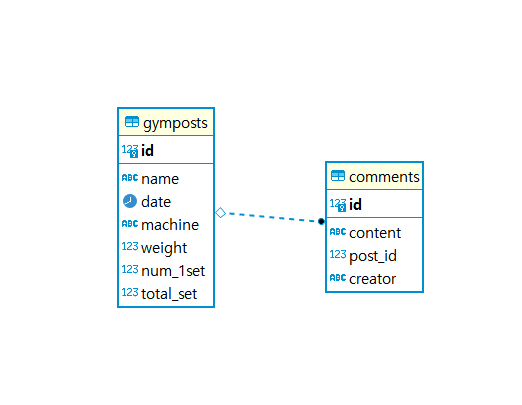 gymposts
123 id
ABC name
date
ABC machine
123 weight
123 num_1set
123 total_set
comments
123 id
ABC content
123 post_id
ABC creator